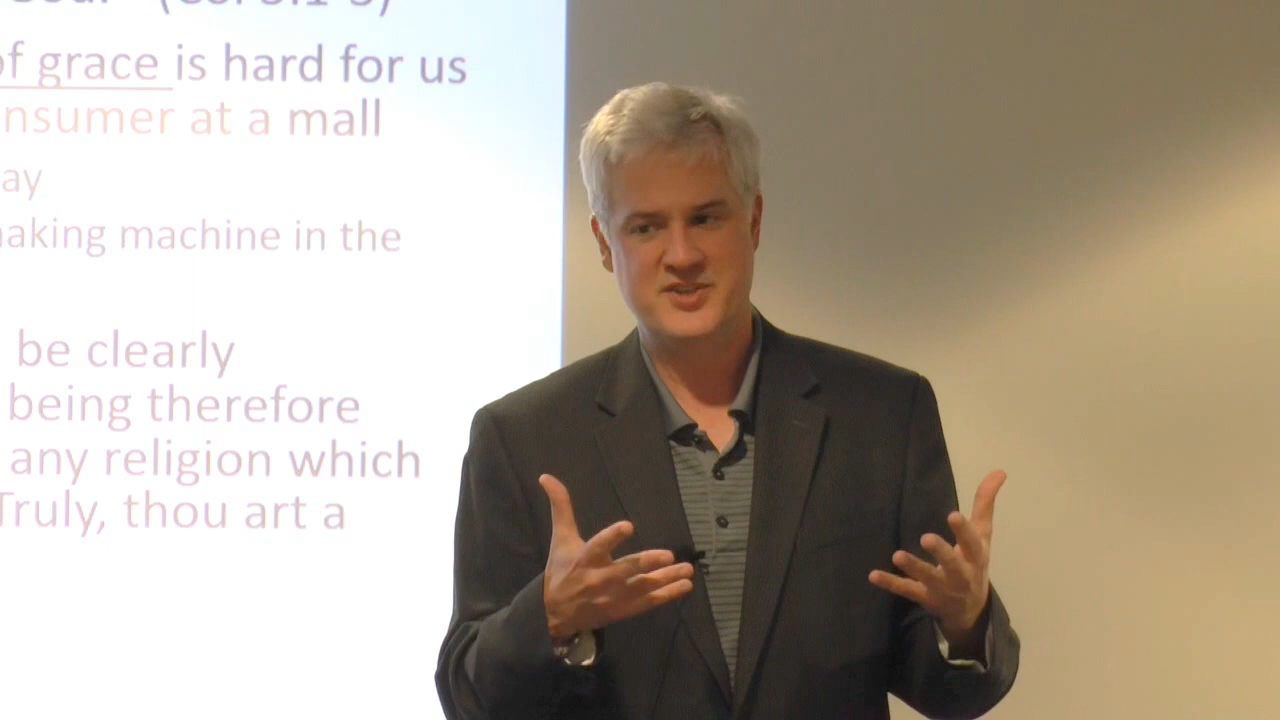 of grace is hard for us
nsumer at a mall
ay
making machine in the
be clearly
being therefore
any religion which
Truly, thou art a